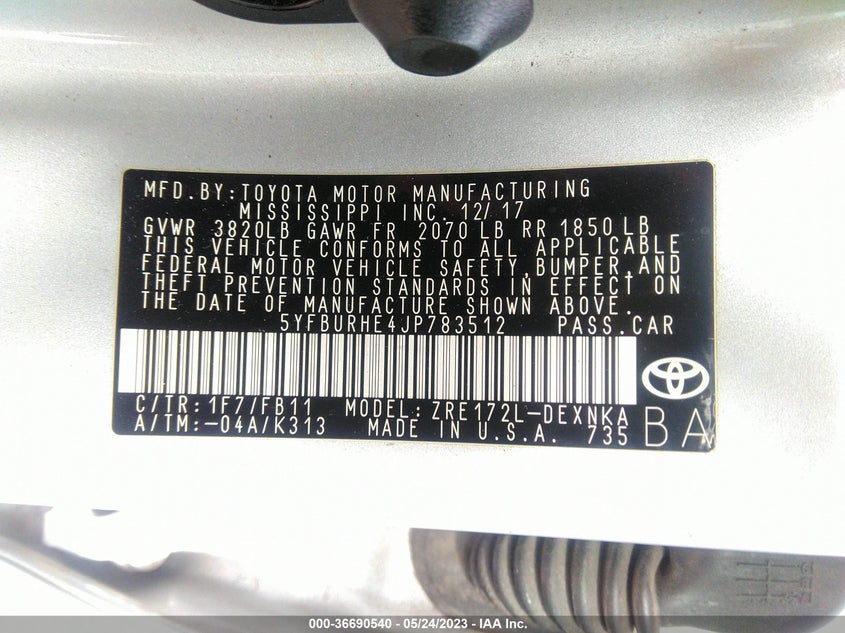 MFD.BY:TOYOTA MOTOR MANUFACTURING
MISSISSIPPI INC. 12/17
GVWR 3820LB GAWR FR 2070 LB RR 1850 LB
THIS VEHICLE CONFORMS TO ALL APPLICABLE
FEDERAL MOTOR VEHICLE SAFETY,BUMPER,AND
THEFT PREVENTION STANDARDS IN EFFECT ON
THE DATE OF MANUFACTURE SHOWN ABOVE.
5YFBURHE4JP783512 PASS.CAR
C/TR:1F7/FB11 MODEL:ZRE172L-DEXNKA
A/TM:-04A/K313 MADE IN U.S.A. 735
BA
000-36690540 - 05/24/2023 - IAA Inc.